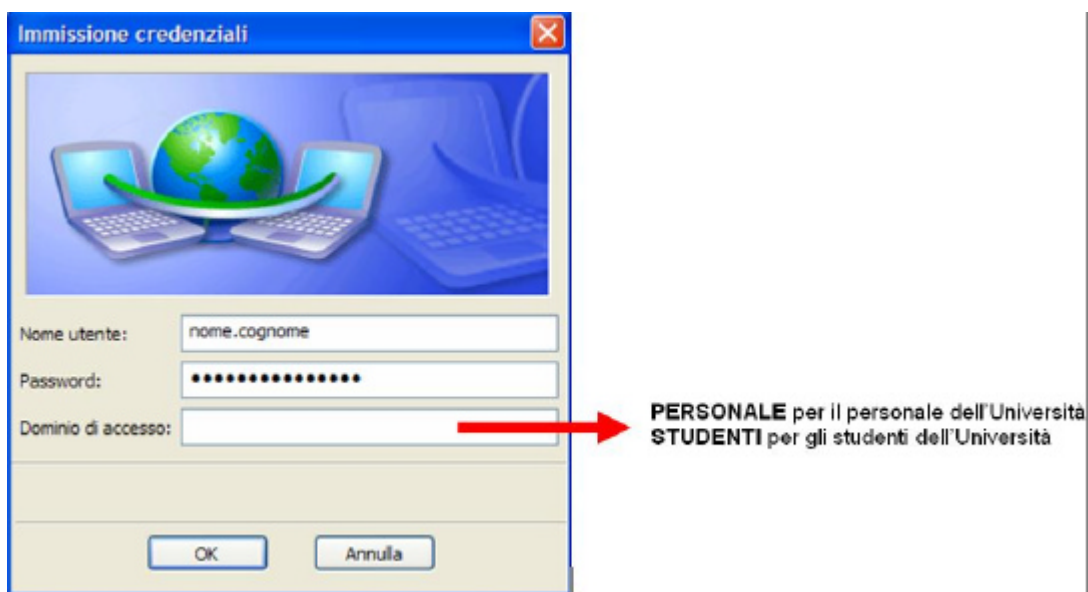 Immissione credenziali
Nome utente: nome.cognome
Password: •••••••••••••••
Dominio di accesso:
PERSONALE per il personale dell'Università
STUDENTI per gli studenti dell'Università
OK Annulla